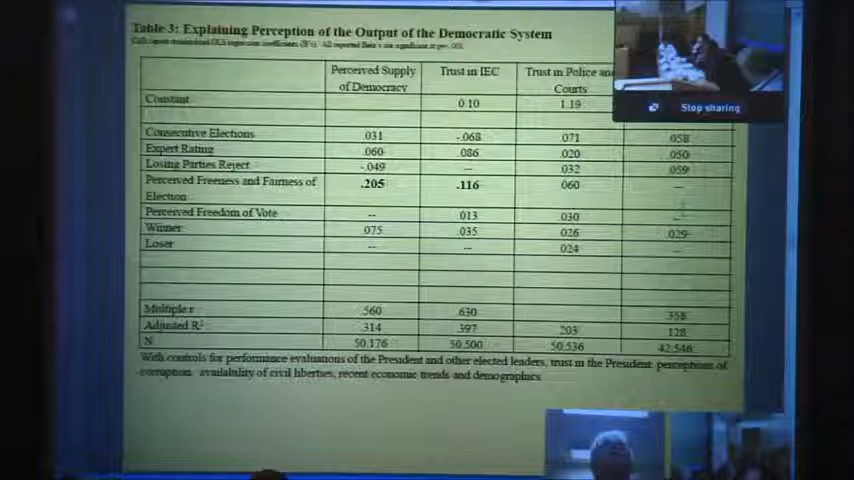 Table 3: Explaining Perception of the Output of the Democratic System
Perceived Supply of Democracy Trust in IEC Trust in Police and Courts
Stop sharing
Constant 0.10 1.19
Consecutive Elections .031 -.068 .071 .058
Expert Rating .060 .086 .020 .050
Losing Parties Reject -.049 -- .032 .059
Perceived Freeness and Fairness of Election .205 .116 .060 --
Perceived Freedom of Vote -- .013 .030 --
Winner .075 .035 .026 .029
Loser -- -- .024 --
Multiple r .560 .630 .358
Adjusted R² .314 .397 .203 .128
N 50,176 50,500 50,536 42,546
With controls for performance evaluations of the President and other elected leaders, trust in the President, perceptions of
corruption, availability of civil liberties, recent economic trends and demographics